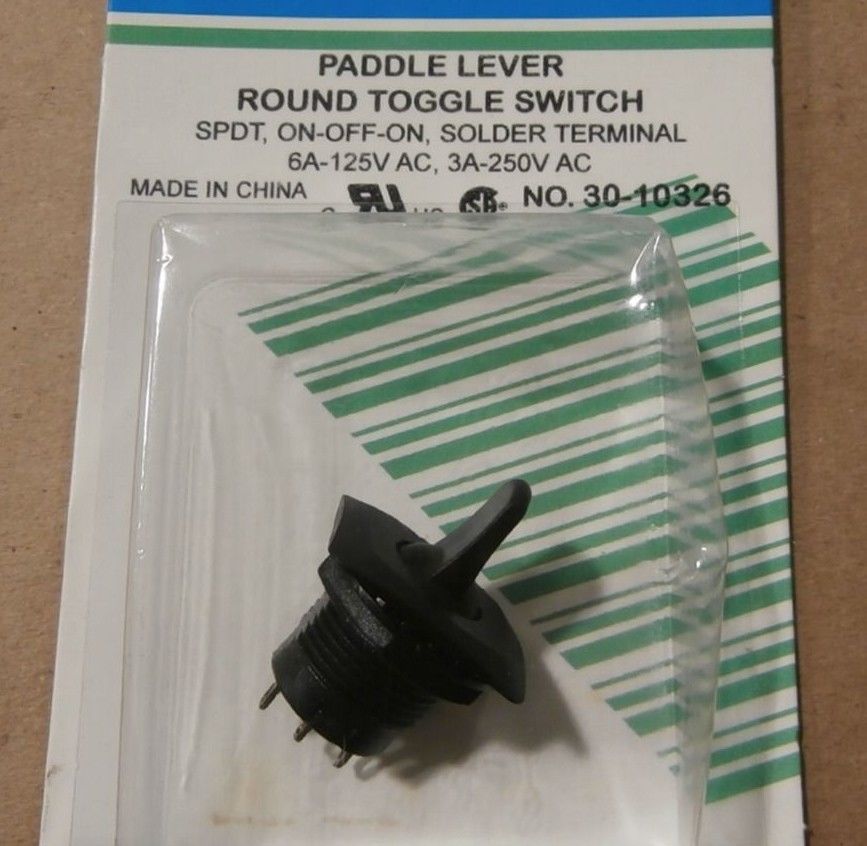 PADDLE LEVER
ROUND TOGGLE SWITCH
SPDT, ON-OFF-ON, SOLDER TERMINAL
6A-125V AC, 3A-250V AC
MADE IN CHINA NO. 30-10326